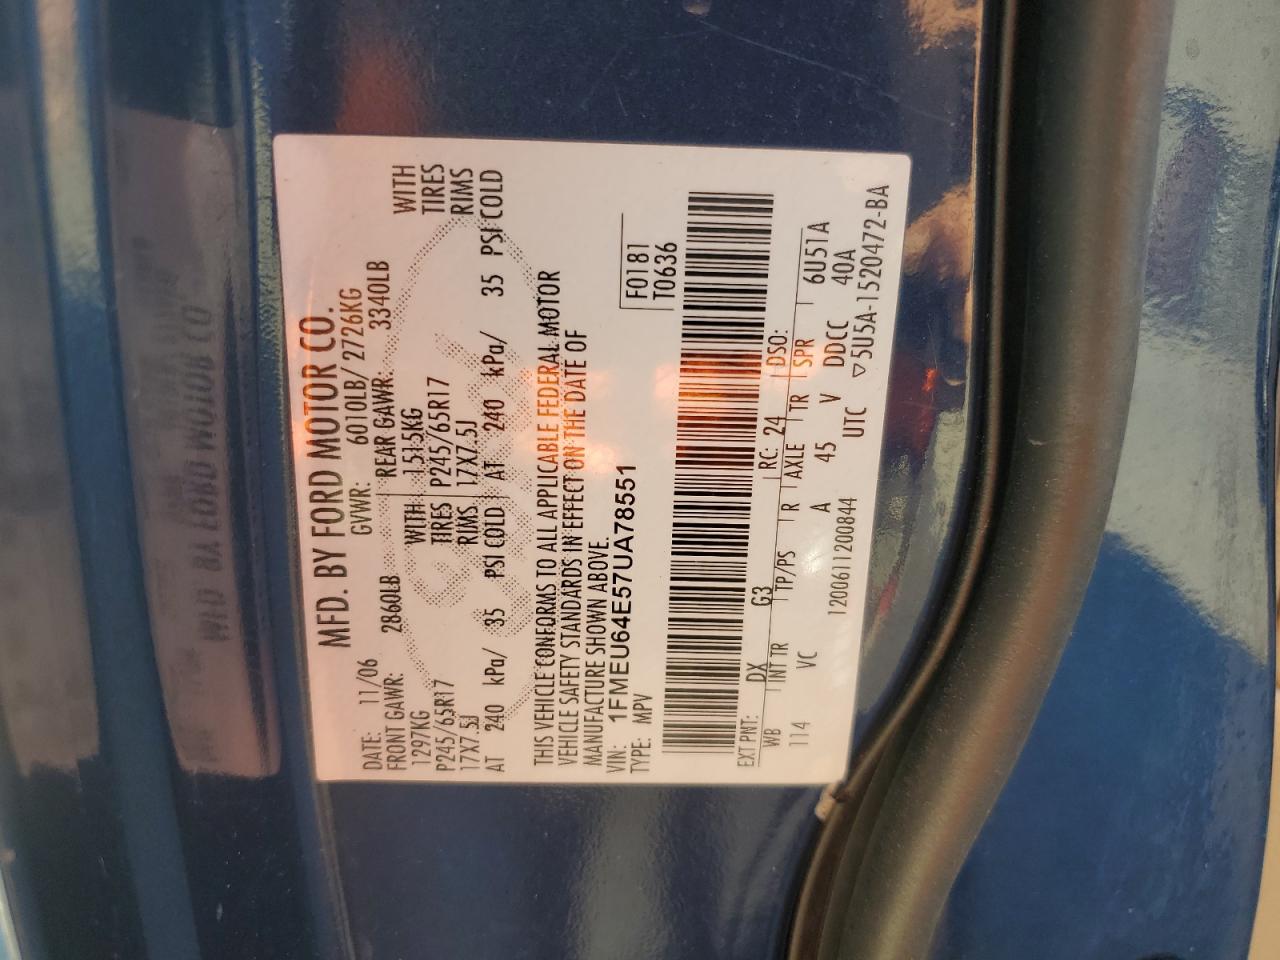 MFD. BY FORD MOTOR CO.
DATE: 11/06 GVWR: 6010LB/ 2726KG
FRONT GAWR: 2860LB REAR GAWR: 3340LB
1297KG WITH 1515KG WITH
P245/65R17 TIRES P245/65R17 TIRES
17X7.5J RIMS 17X7.5J RIMS
AT 240 kPa/ 35 PSI COLD AT 240 kPa/ 35 PSI COLD
THIS VEHICLE CONFORMS TO ALL APPLICABLE FEDERAL MOTOR
VEHICLE SAFETY STANDARDS IN EFFECT ON THE DATE OF
MANUFACTURE SHOWN ABOVE.
VIN: 1FMEU64E57UA78551 F0181
TYPE: MPV T0636
EXT PNT: DX G3 RC: 24 DSO:
WB INT TR TP/PS R AXLE TR SPR 6U51A
114 VC A 45 V DDCC 40A
1200611200844 UTC ▽5U5A-1520472-BA